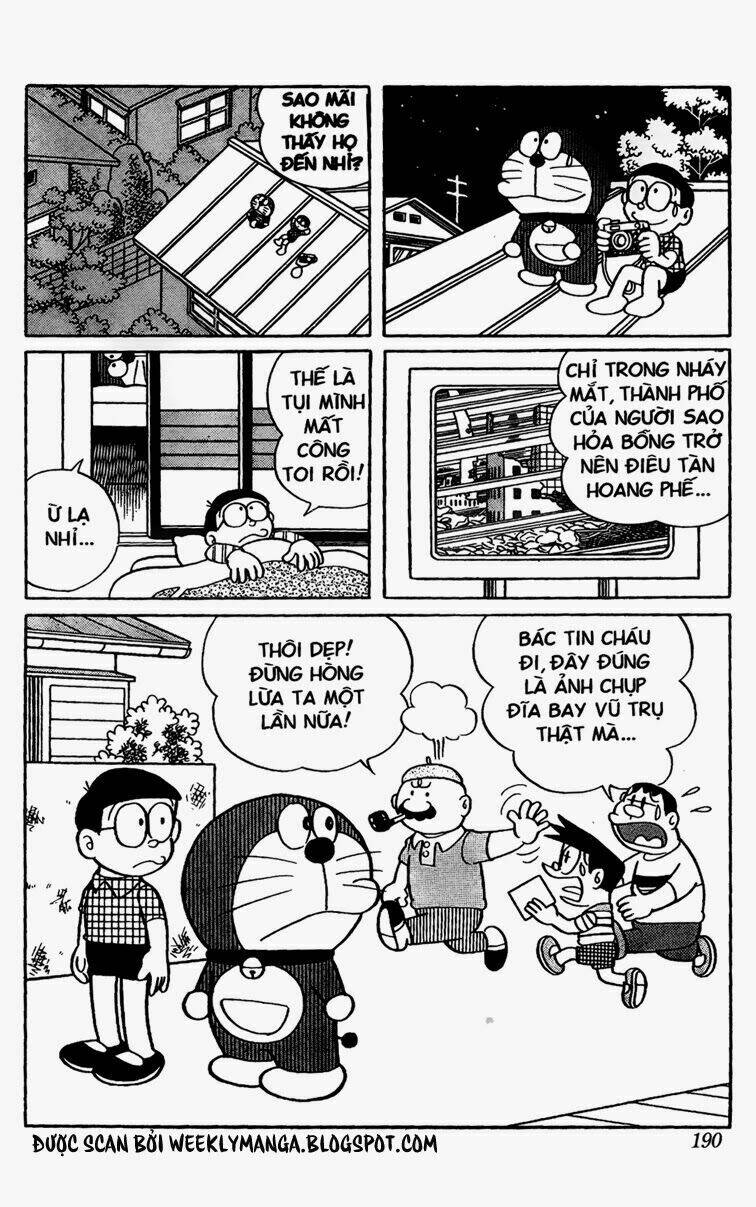 SAO MÃI
KHÔNG
THẤY HỌ
ĐẾN NHỈ?
CHỈ TRONG NHÁY
MẮT, THÀNH PHỐ
CỦA NGƯỜI SAO
HỎA BỖNG TRỞ
NÊN ĐIÊU TÀN
HOANG PHẾ...
THẾ LÀ
TỤI MÌNH
MẤT
CÔNG
TOI RỒI!
Ừ LẠ
NHỈ...
THÔI DẸP!
ĐỪNG HÒNG
LỪA TA MỘT
LẦN NỮA!
BÁC TIN CHÁU
ĐI, ĐÂY ĐÚNG
LÀ ẢNH CHỤP
ĐĨA BAY VŨ TRỤ
THẬT MÀ...
ĐƯỢC SCAN BỞI WEEKLYMANGA.BLOGSPOT.COM
190